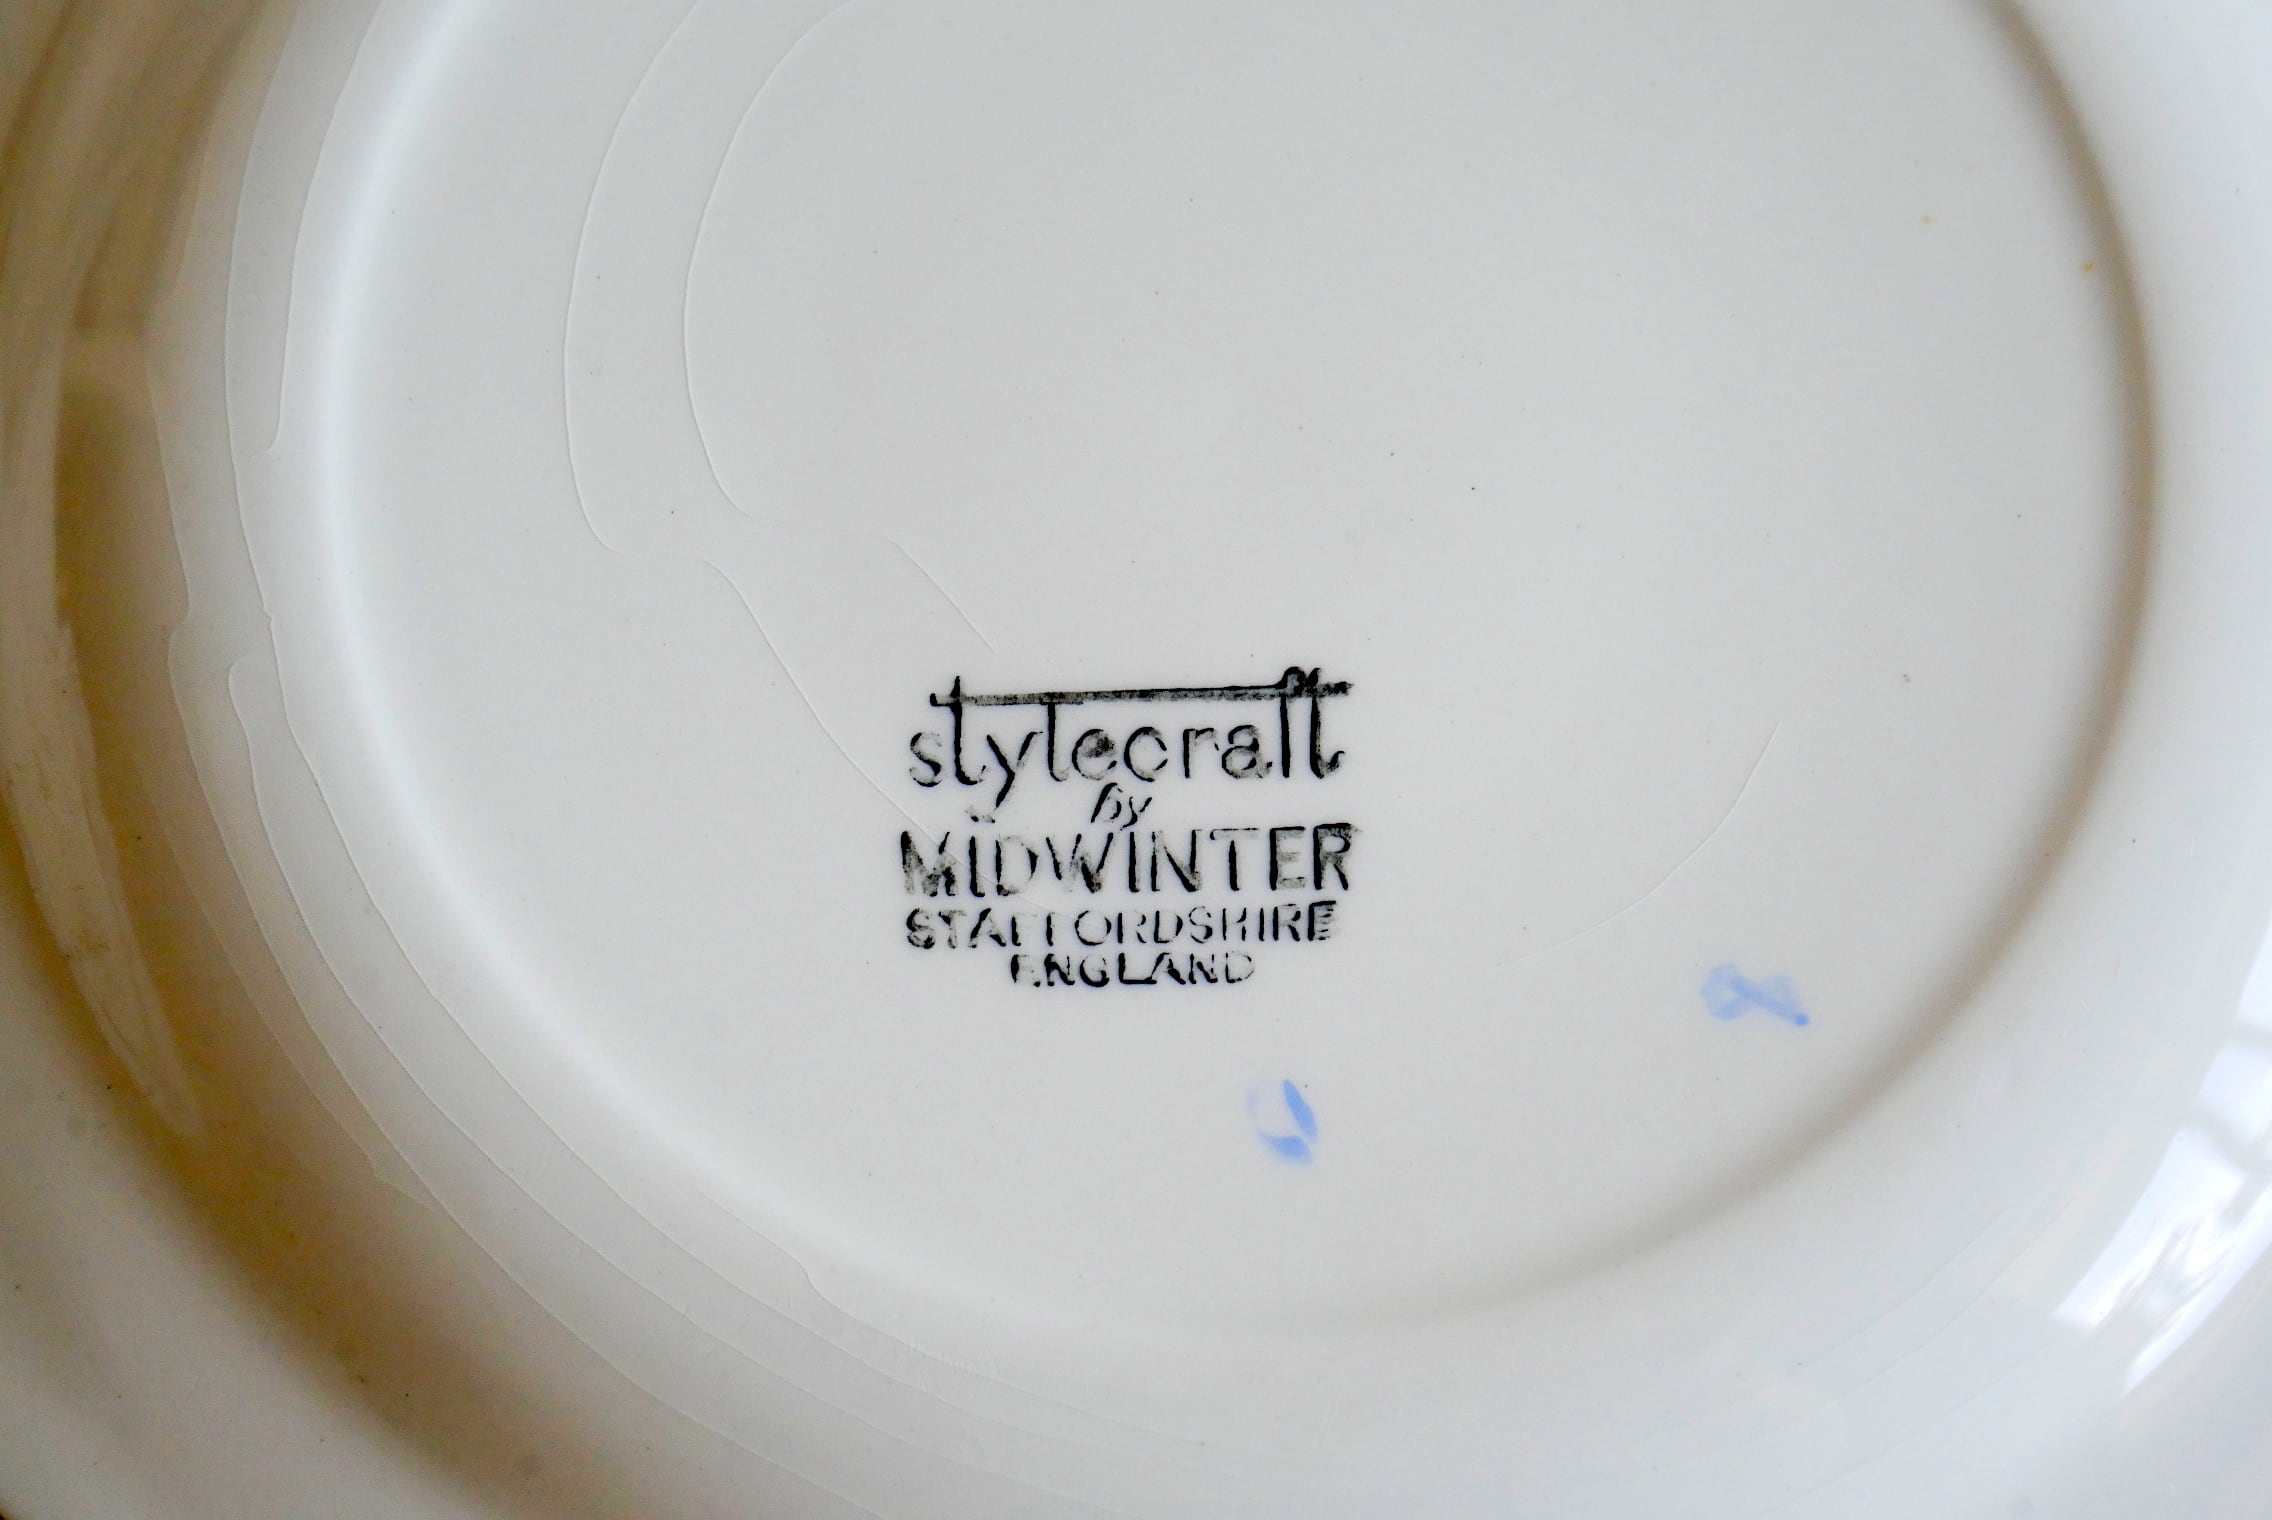 stylecraft
by
MIDWINTER
STAFFORDSHIRE
ENGLAND